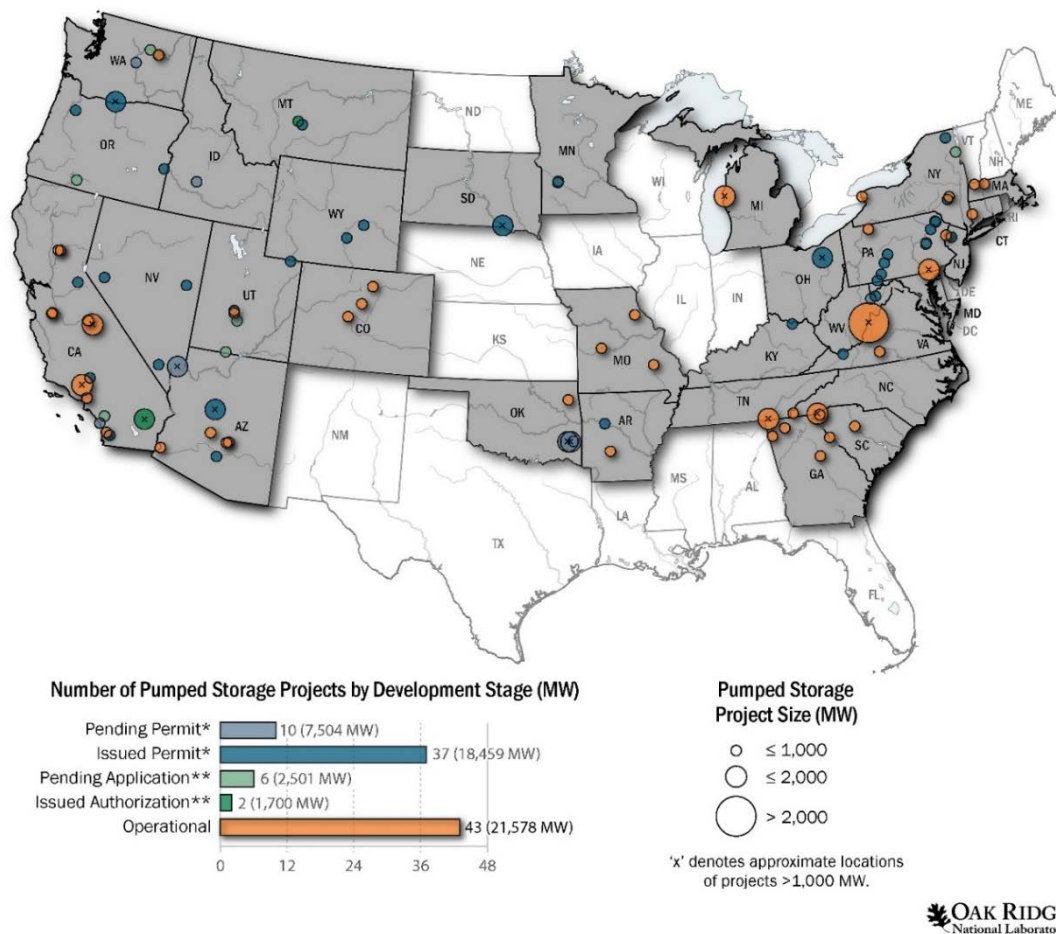 WA
MT
ND
ME
OR
ID
MN
VT
NH
SD
WI
NY
MA
WY
MI
RI
CT
NE
IA
PA
NJ
NV
UT
OH
DE
CO
IL
IN
MD
DC
CA
KS
MO
WV
VA
KY
NC
OK
TN
AZ
NM
AR
SC
MS
AL
GA
LA
TX
FL
Number of Pumped Storage Projects by Development Stage (MW)
Pending Permit* 10 (7,504 MW)
Issued Permit* 37 (18,459 MW)
Pending Application** 6 (2,501 MW)
Issued Authorization** 2 (1,700 MW)
Operational 43 (21,578 MW)
0 12 24 36 48
Pumped Storage
Project Size (MW)
≤ 1,000
≤ 2,000
> 2,000
'x' denotes approximate locations
of projects >1,000 MW.
OAK RIDG
National Laborato